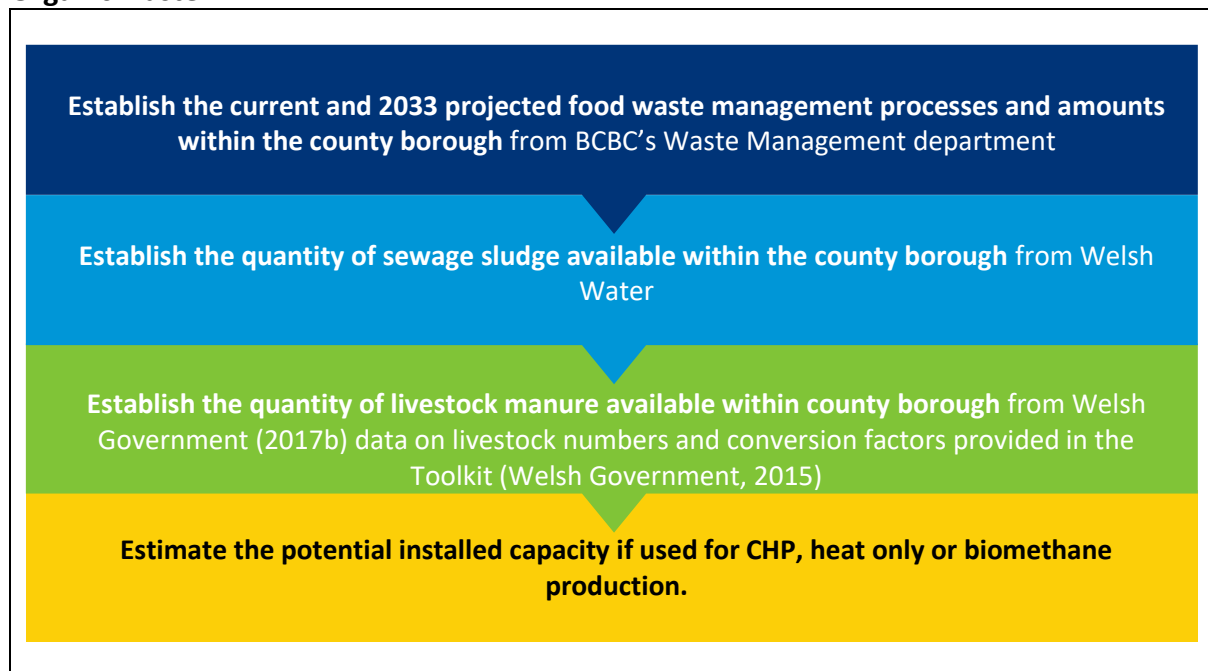 Establish the current and 2033 projected food waste management processes and amounts
within the county borough from BCBC’s Waste Management department
Establish the quantity of sewage sludge available within the county borough from Welsh
Water
Establish the quantity of livestock manure available within county borough from Welsh
Government (2017b) data on livestock numbers and conversion factors provided in the
Toolkit (Welsh Government, 2015)
Estimate the potential installed capacity if used for CHP, heat only or biomethane
production.